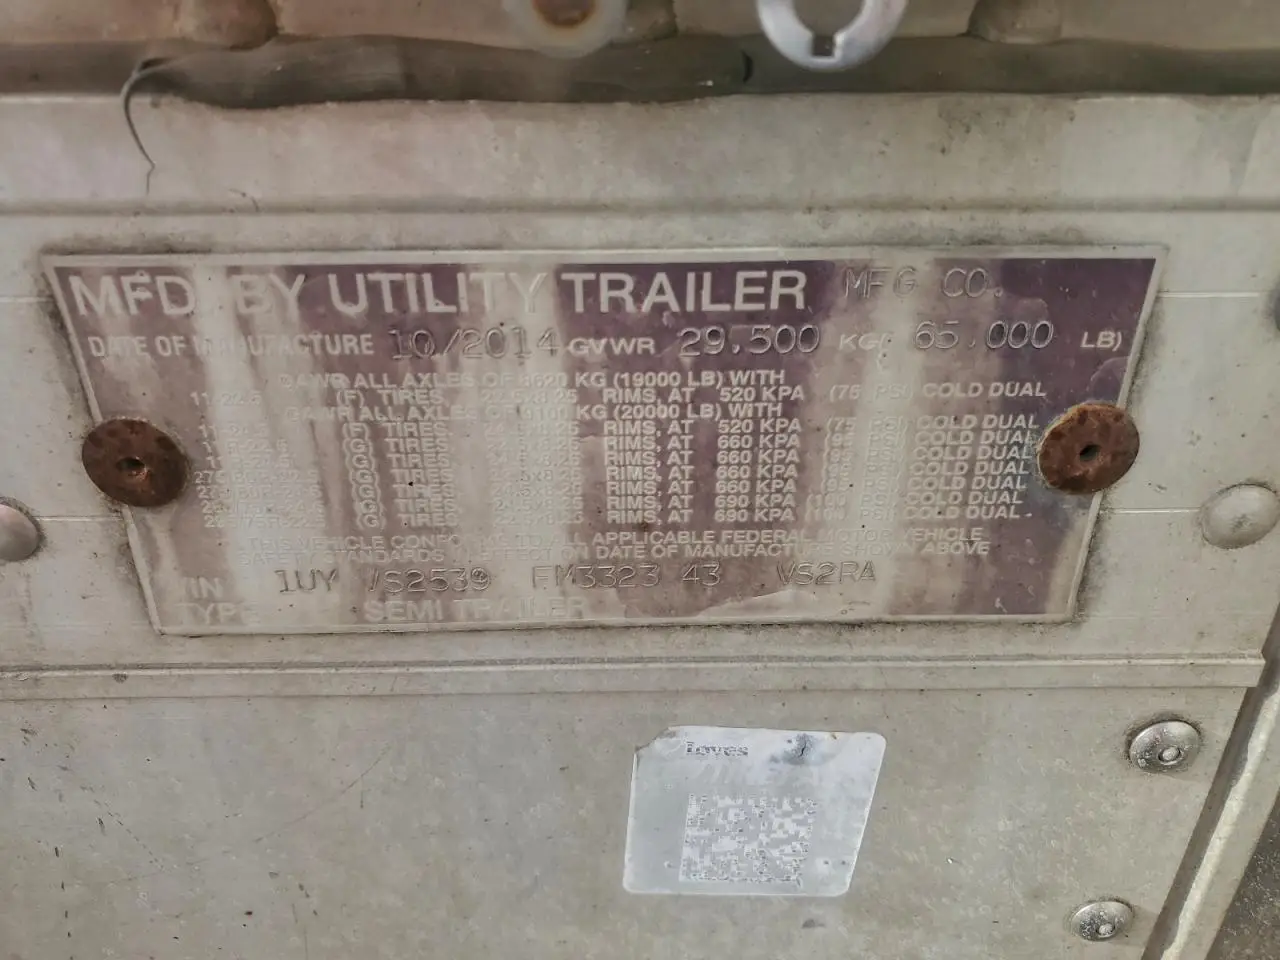 MFD. BY UTILITY TRAILER MFG CO.
DATE OF MANUFACTURE 10/2014 GVWR 29.500 KG( 65.000 LB)
GAWR ALL AXLES OF 8620 KG (19000 LB) WITH
(F) TIRES, RIMS, AT 520 KPA (75 PSI) COLD DUAL
GAWR ALL AXLES OF 9100 KG (20000 LB) WITH
(F) TIRES, RIMS, AT 520 KPA (75 PSI) COLD DUAL
(G) TIRES, RIMS, AT 660 KPA COLD DUAL
(G) TIRES, RIMS, AT 660 KPA COLD DUAL
(G) TIRES, RIMS, AT 660 KPA COLD DUAL
(G) TIRES, RIMS, AT 660 KPA COLD DUAL
(G) TIRES, RIMS, AT 690 KPA COLD DUAL
(G) TIRES, RIMS, AT 690 KPA COLD DUAL
THIS VEHICLE CONFORMS TO ALL APPLICABLE FEDERAL MOTOR VEHICLE
SAFETY STANDARDS IN EFFECT ON DATE OF MANUFACTURE SHOWN ABOVE
VIN 1UY VS2539 FM3323 43 VS2RA
TYPE SEMI TRAILER
Loves